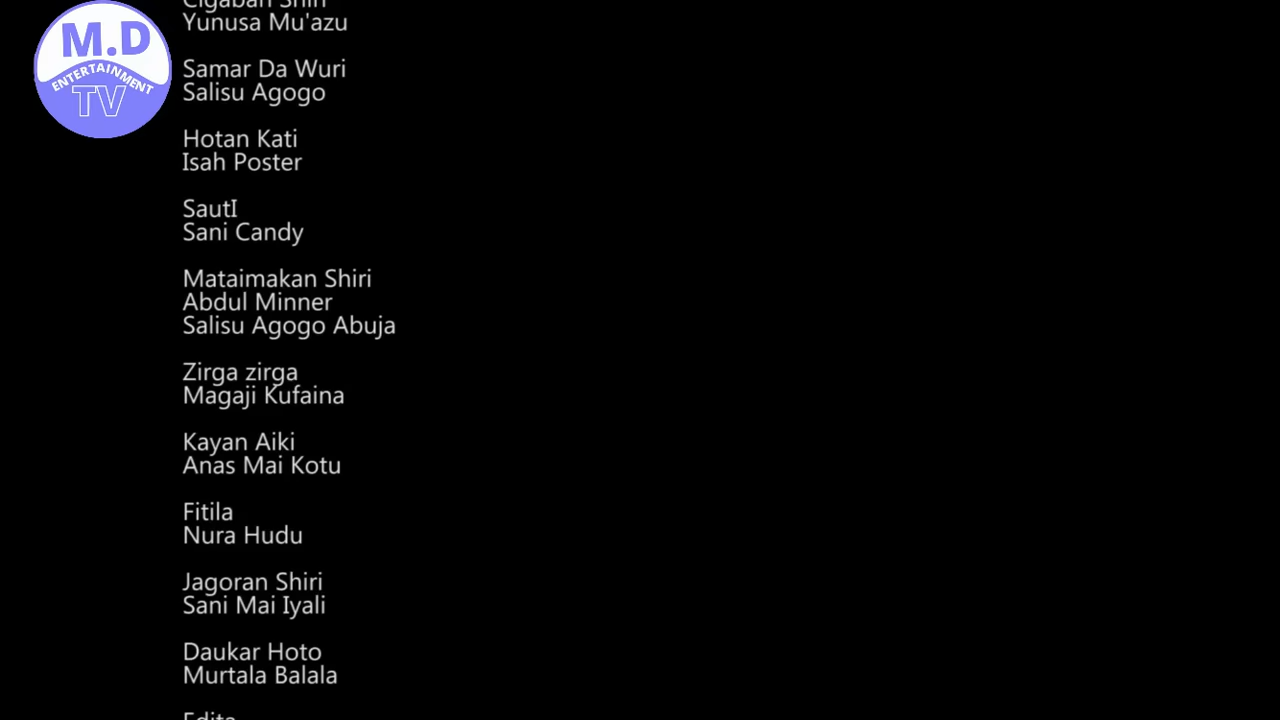 M.D
ENTERTAINMENT
TV
Cigaban Shiri
Yunusa Mu'azu
Samar Da Wuri
Salisu Agogo
Hotan Kati
Isah Poster
SautI
Sani Candy
Mataimakan Shiri
Abdul Minner
Salisu Agogo Abuja
Zirga zirga
Magaji Kufaina
Kayan Aiki
Anas Mai Kotu
Fitila
Nura Hudu
Jagoran Shiri
Sani Mai Iyali
Daukar Hoto
Murtala Balala